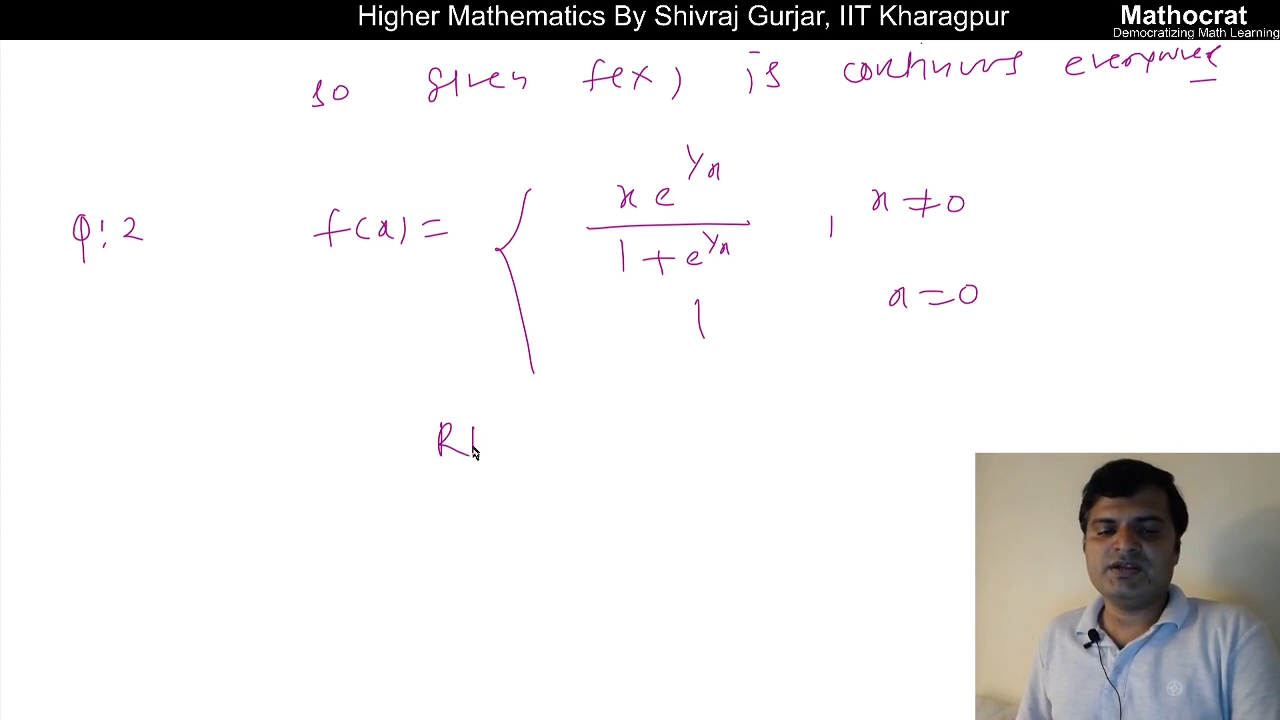 Higher Mathematics By Shivraj Gurjar, IIT Kharagpur
Mathocrat
Democratizing Math Learning
so given f(x) is continuous everywhere
Q:2 f(x) = { x e^{1/x} / 1 + e^{1/x} , x ≠ 0
1 x = 0
RH